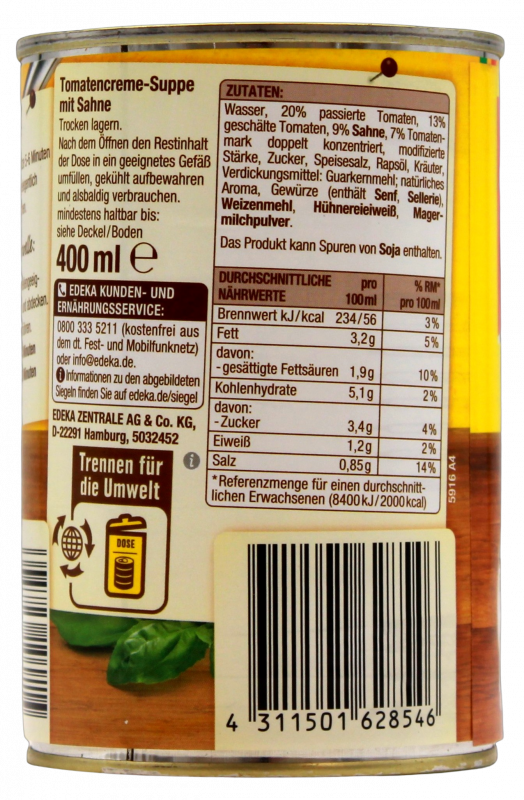 Tomatencreme-Suppe
mit Sahne
Trocken lagern.
Nach dem Öffnen den Restinhalt
der Dose in ein geeignetes Gefäß
umfüllen, gekühlt aufbewahren
und alsbald verbrauchen.
mindestens haltbar bis:
siehe Deckel/Boden
400 ml e
EDEKA KUNDEN- UND
ERNÄHRUNGSSERVICE:
0800 333 5211 (kostenfrei aus
dem dt. Fest- und Mobilfunknetz)
oder info@edeka.de.
Informationen zu den abgebildeten
Siegeln finden Sie auf edeka.de/siegel
EDEKA ZENTRALE AG & Co. KG,
D-22291 Hamburg, 5032452
Trennen für
die Umwelt
DOSE
ZUTATEN:
Wasser, 20% passierte Tomaten, 13%
geschälte Tomaten, 9% Sahne, 7% Tomaten-
mark doppelt konzentriert, modifizierte
Stärke, Zucker, Speisesalz, Rapsöl, Kräuter,
Verdickungsmittel: Guarkernmehl; natürliches
Aroma, Gewürze (enthält Senf, Sellerie),
Weizenmehl, Hühnereieiweiß, Mager-
milchpulver.
Das Produkt kann Spuren von Soja enthalten.
DURCHSCHNITTLICHE pro % RM*
NÄHRWERTE 100ml pro 100ml
Brennwert kJ/kcal 234/56 3%
Fett 3,2g 5%
davon:
-gesättigte Fettsäuren 1,9g 10%
Kohlenhydrate 5,1g 2%
davon:
-Zucker 3,4g 4%
Eiweiß 1,2g 2%
Salz 0,85g 14%
*Referenzmenge für einen durchschnitt-
lichen Erwachsenen (8400kJ/2000kcal)
5916 A4
4 311501 628546